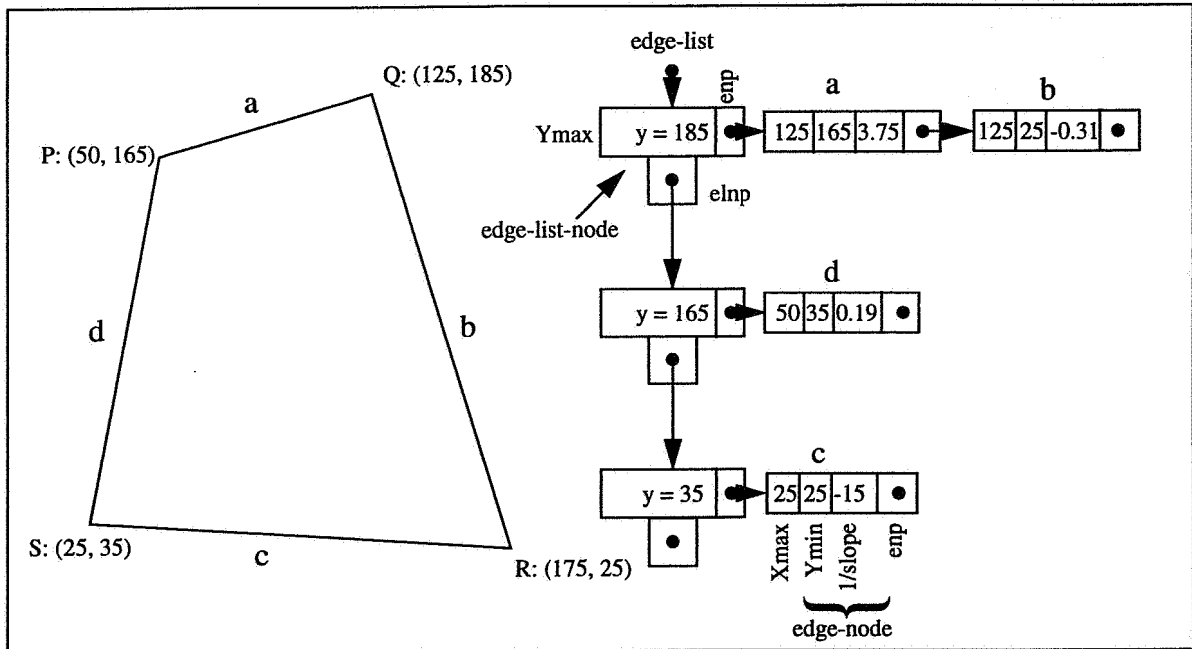 edge-list
Q: (125, 185)
a
enp
a
b
P: (50, 165)
Ymax
y = 185
125 165 3.75
125 25 -0.31
elnp
edge-list-node
d
d
b
y = 165
50 35 0.19
c
y = 35
25 25 -15
S: (25, 35)
c
R: (175, 25)
Xmax
Ymin
1/slope
enp
edge-node